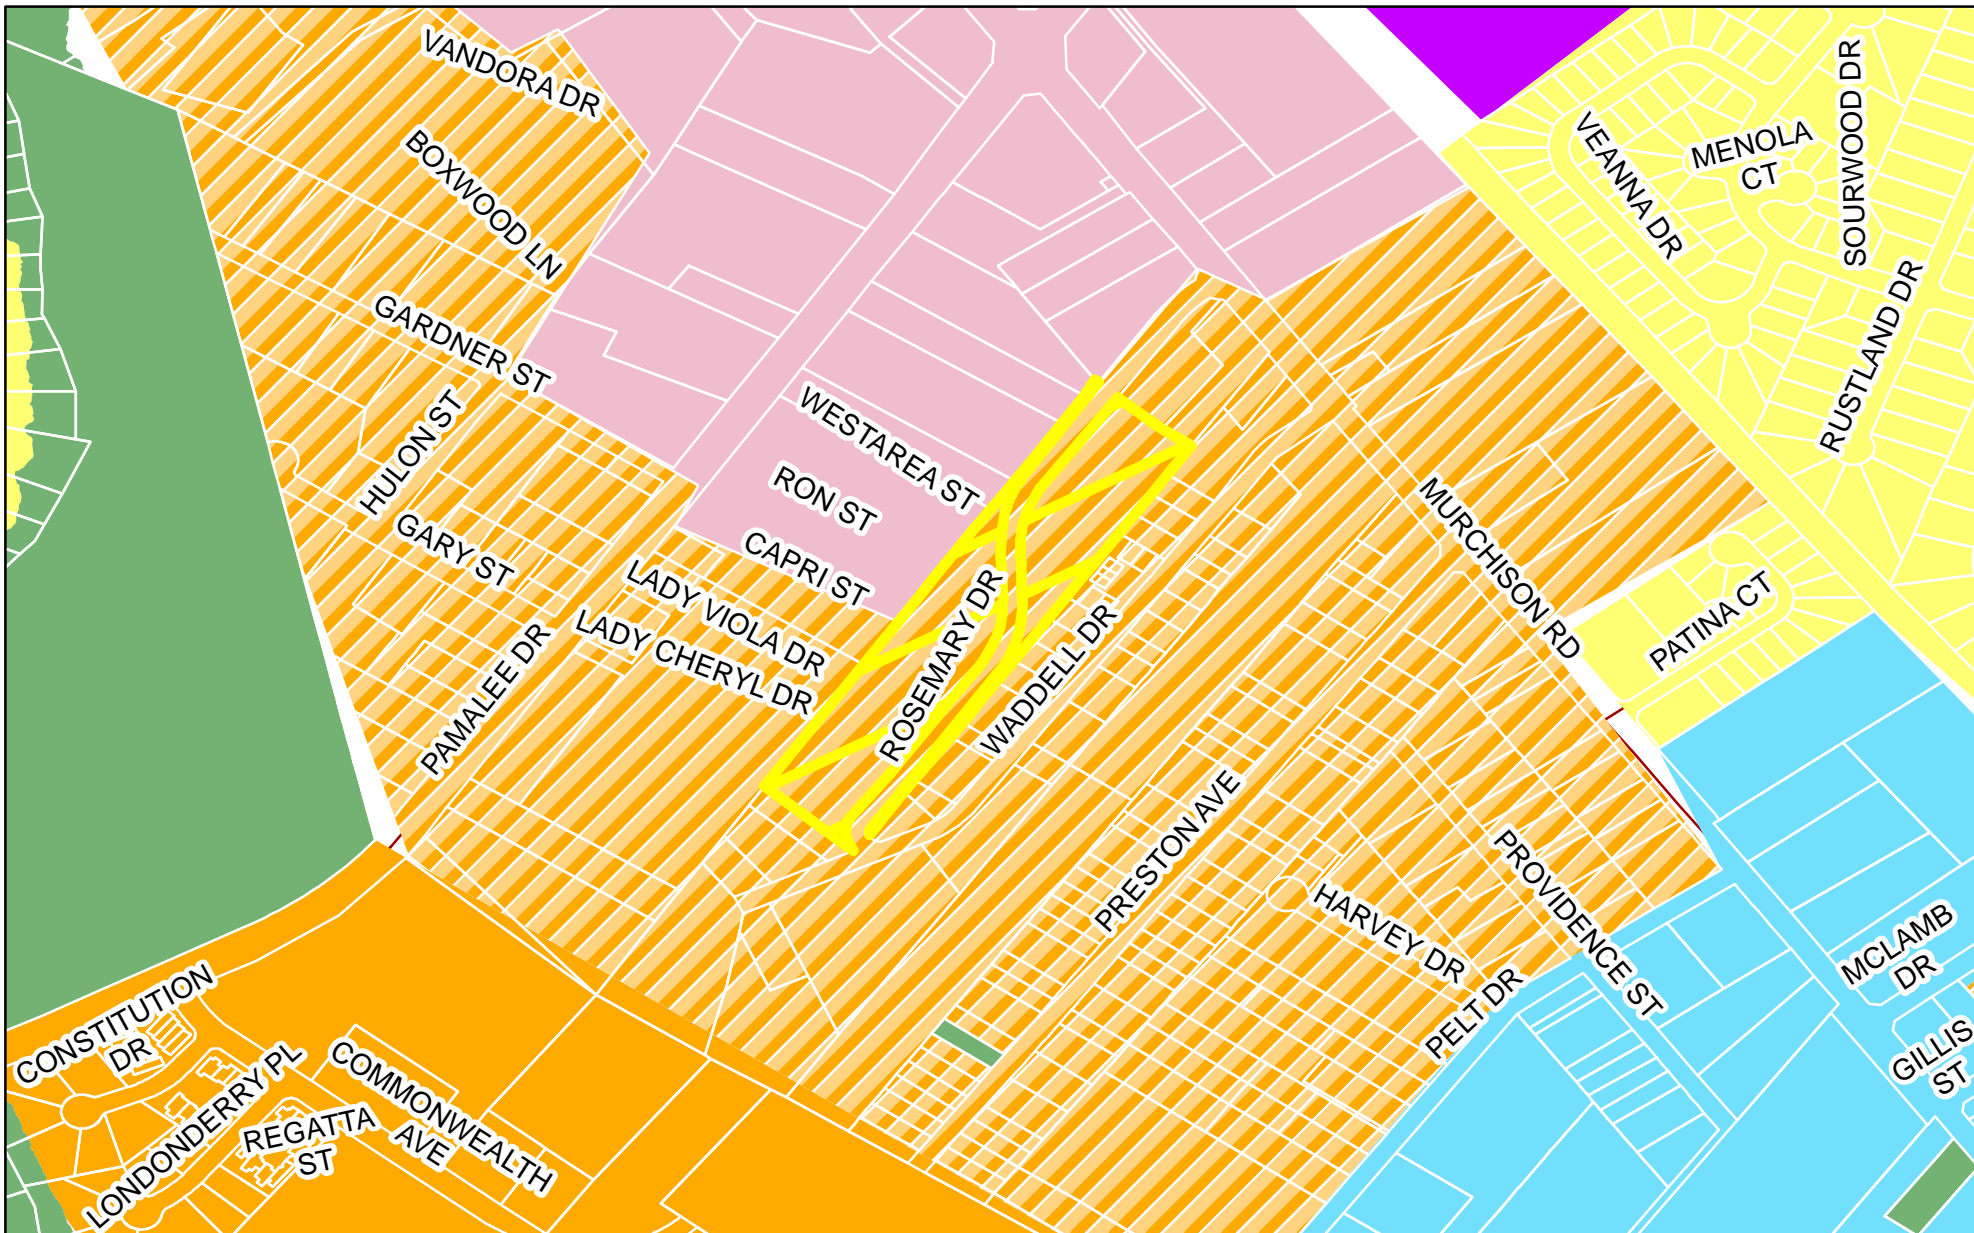 VANDORA DR
SOURWOOD DR
MENOLA
CT
VEANNA DR
BOXWOOD LN
RUSTLAND DR
GARDNER ST
HULON ST
WESTAREA ST
RON ST
CAPRI ST
GARY ST
LADY VIOLA DR
LADY CHERYL DR
PAMALEE DR
ROSEMARY DR
WADDELL DR
MURCHISON RD
PATINA CT
PRESTON AVE
HARVEY DR
PROVIDENCE ST
PELT DR
MCLAMB
DR
GILLIS
ST
CONSTITUTION
DR
LONDONDERRY PL
REGATTA
ST
COMMONWEALTH
AVE